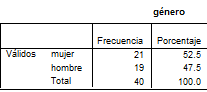 género
Frecuencia Porcentaje
Válidos mujer 21 52.5
hombre 19 47.5
Total 40 100.0